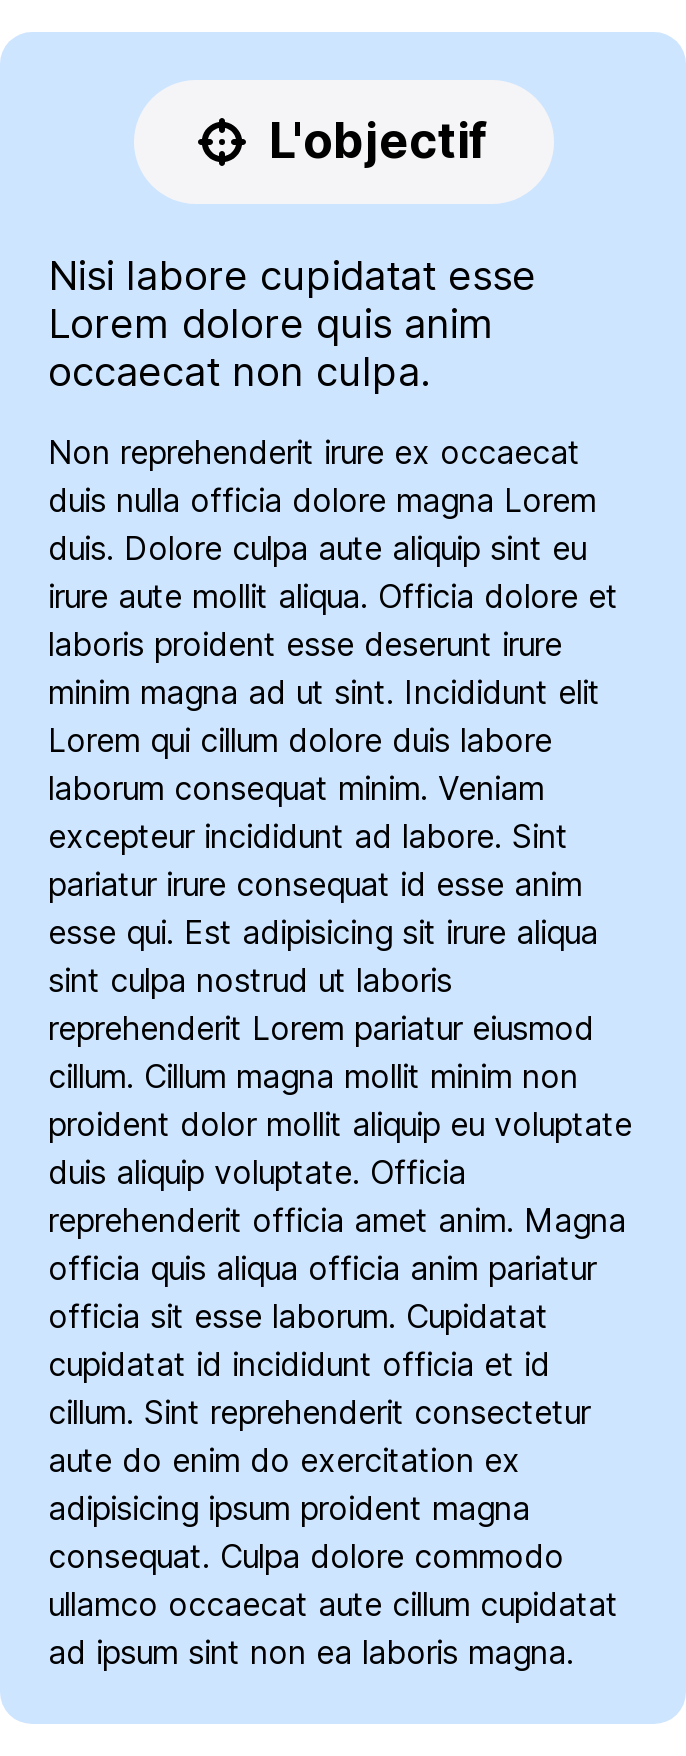 L'objectif
Nisi labore cupidatat esse
Lorem dolore quis anim
occaecat non culpa.
Non reprehenderit irure ex occaecat
duis nulla officia dolore magna Lorem
duis. Dolore culpa aute aliquip sint eu
irure aute mollit aliqua. Officia dolore et
laboris proident esse deserunt irure
minim magna ad ut sint. Incididunt elit
Lorem qui cillum dolore duis labore
laborum consequat minim. Veniam
excepteur incididunt ad labore. Sint
pariatur irure consequat id esse anim
esse qui. Est adipisicing sit irure aliqua
sint culpa nostrud ut laboris
reprehenderit Lorem pariatur eiusmod
cillum. Cillum magna mollit minim non
proident dolor mollit aliquip eu voluptate
duis aliquip voluptate. Officia
reprehenderit officia amet anim. Magna
officia quis aliqua officia anim pariatur
officia sit esse laborum. Cupidatat
cupidatat id incididunt officia et id
cillum. Sint reprehenderit consectetur
aute do enim do exercitation ex
adipisicing ipsum proident magna
consequat. Culpa dolore commodo
ullamco occaecat aute cillum cupidatat
ad ipsum sint non ea laboris magna.